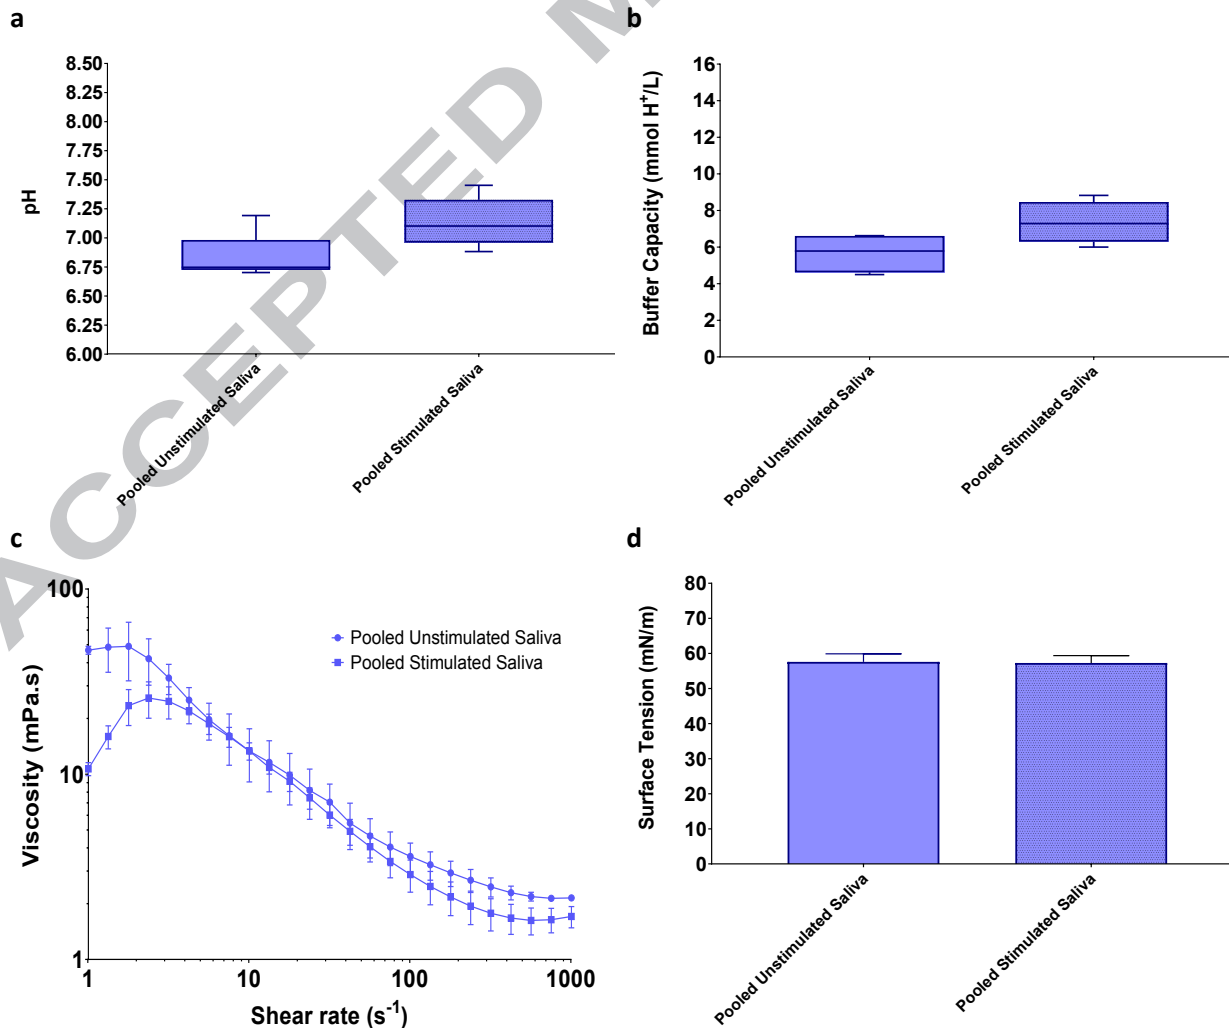 a
8.50
8.25
8.00
7.75
7.50
7.25
7.00
6.75
6.50
6.25
6.00
pH
Pooled Unstimulated Saliva
Pooled Stimulated Saliva
b
16
14
12
10
8
6
4
2
0
Buffer Capacity (mmol H⁺/L)
Pooled Unstimulated Saliva
Pooled Stimulated Saliva
c
100
10
1
Viscosity (mPa.s)
Pooled Unstimulated Saliva
Pooled Stimulated Saliva
1 10 100 1000
Shear rate (s⁻¹)
d
80
70
60
50
40
30
20
10
0
Surface Tension (mN/m)
Pooled Unstimulated Saliva
Pooled Stimulated Saliva
ACCEPTED M